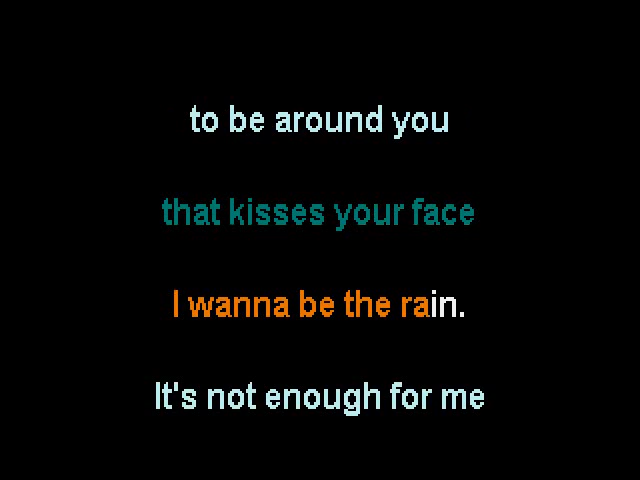 to be around you
that kisses your face
I wanna be the rain.
It's not enough for me